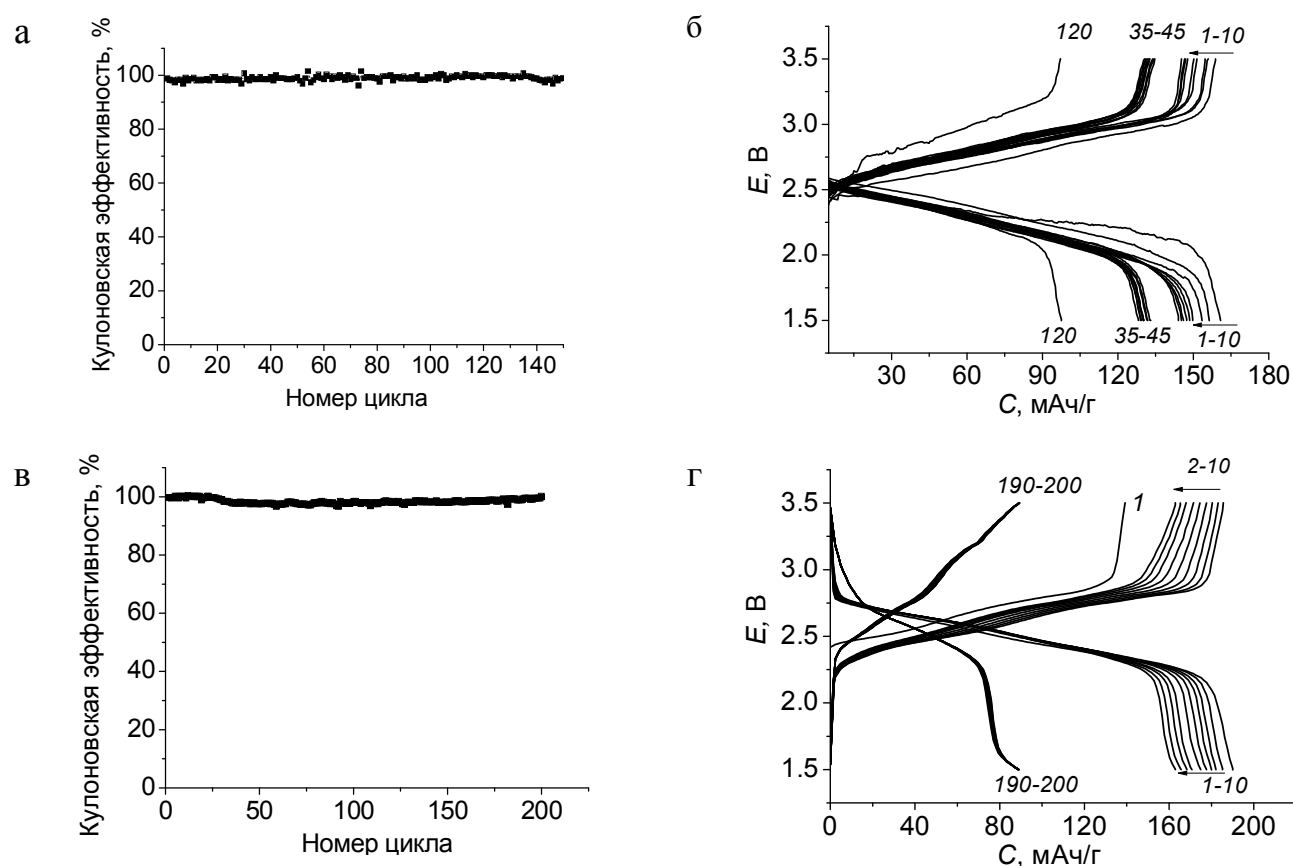 а
Кулоновская эффективность, %
100
80
60
40
20
0
0 20 40 60 80 100 120 140
Номер цикла
б
E, В
3.5
3.0
2.5
2.0
1.5
120 35-45 1-10
120 35-45 1-10
30 60 90 120 150 180
C, мАч/г
в
Кулоновская эффективность, %
100
80
60
40
20
0
0 50 100 150 200
Номер цикла
г
E, В
3.5
3.0
2.5
2.0
1.5
190-200 1 2-10
190-200 1-10
0 40 80 120 160 200
C, мАч/г